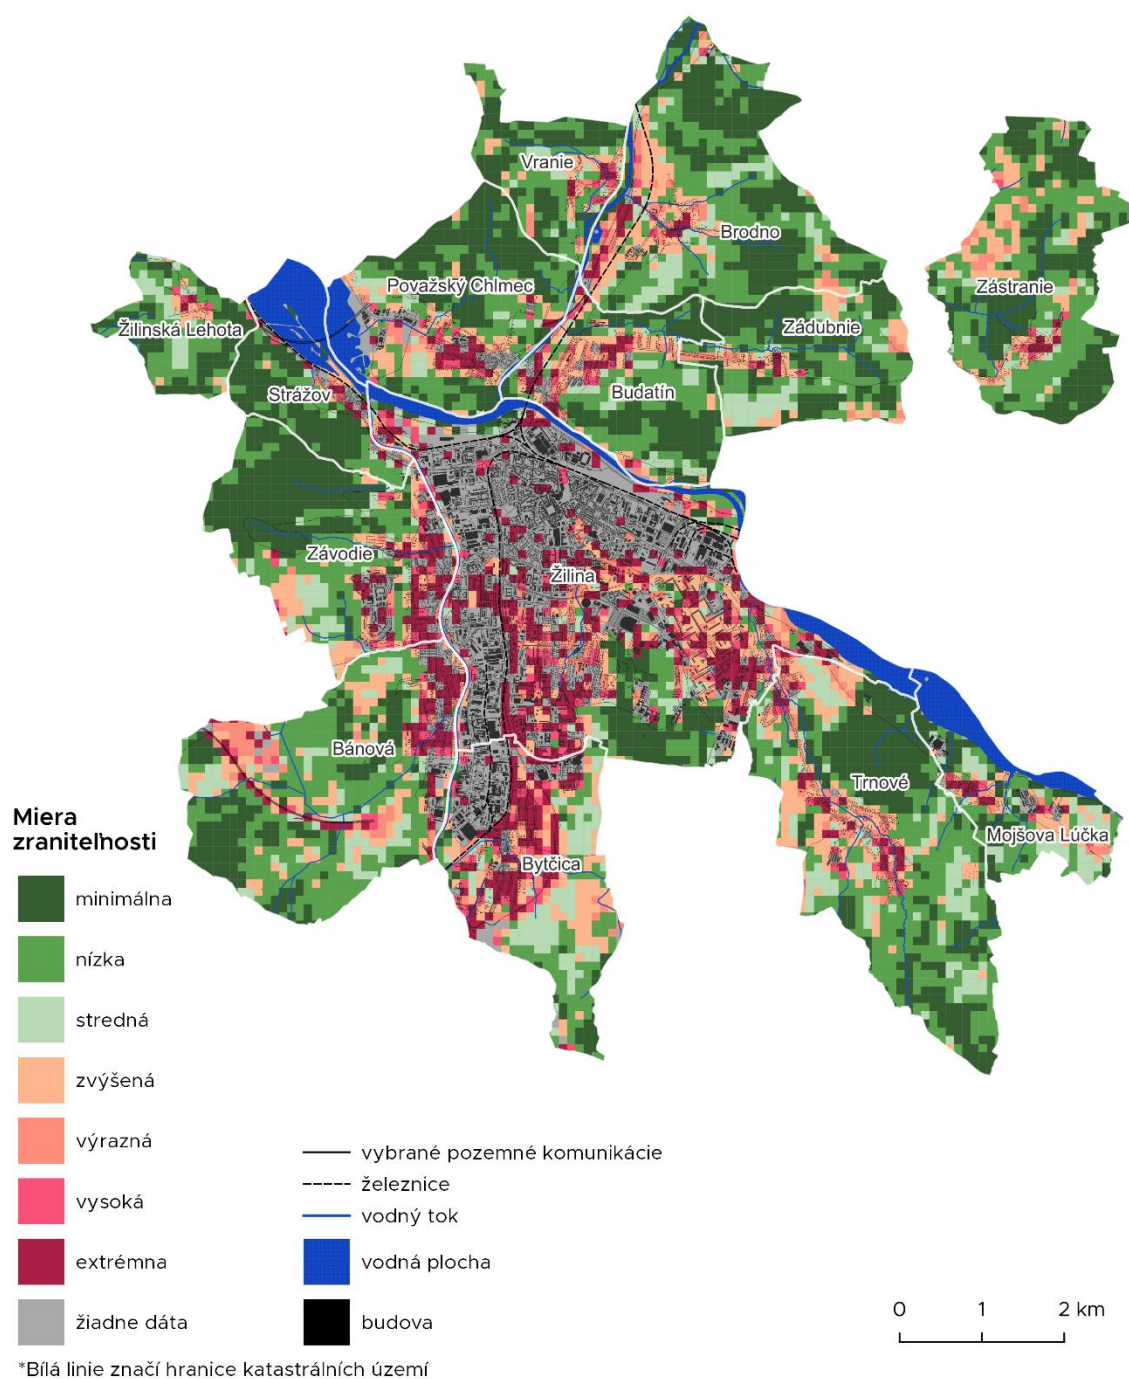 Vranie
Brodno
Považský Chlmec
Zástranie
Žilinská Lehota
Zádubnie
Strážov
Budatín
Závodie
Žilina
Bánová
Trnové
Mojšova Lúčka
Bytčica
Miera
zraniteľnosti
minimálna
nízka
stredná
zvýšená
výrazná
vysoká
extrémna
žiadne dáta
vybrané pozemné komunikácie
železnice
vodný tok
vodná plocha
budova
0 1 2 km
*Bílá linie značí hranice katastrálních území